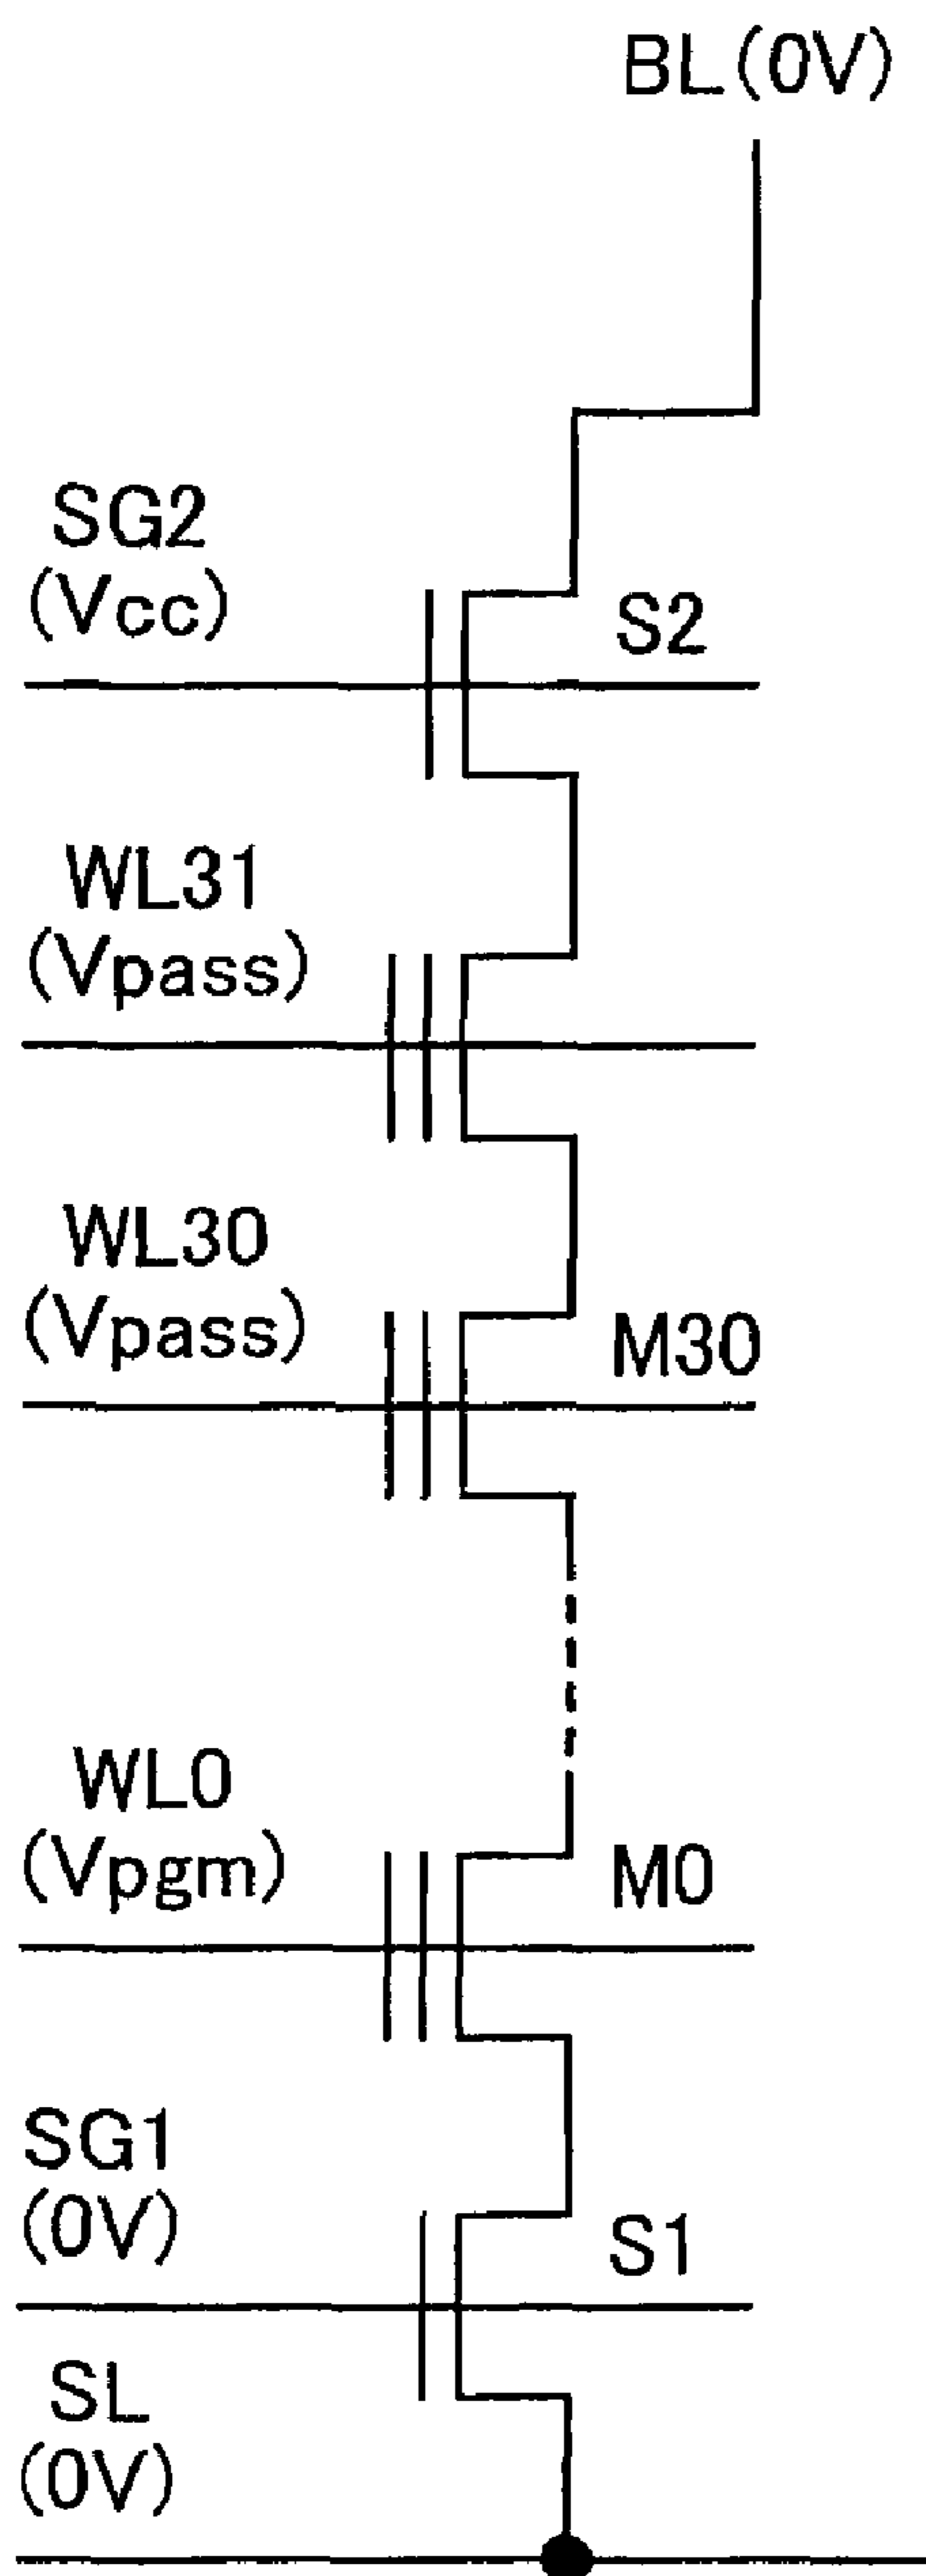 BL(0V)
SG2
(Vcc)
S2
WL31
(Vpass)
WL30
(Vpass)
M30
WL0
(Vpgm)
M0
SG1
(0V)
S1
SL
(0V)